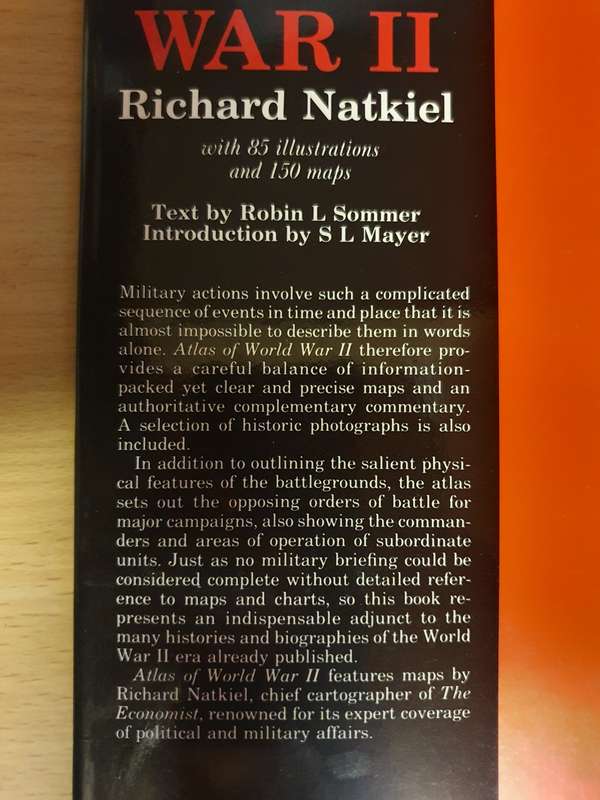 WAR II
Richard Natkiel
with 85 illustrations
and 150 maps
Text by Robin L Sommer
Introduction by S L Mayer
Military actions involve such a complicated
sequence of events in time and place that it is
almost impossible to describe them in words
alone. Atlas of World War II therefore pro-
vides a careful balance of information-
packed yet clear and precise maps and an
authoritative complementary commentary.
A selection of historic photographs is also
included.
In addition to outlining the salient physi-
cal features of the battlegrounds, the atlas
sets out the opposing orders of battle for
major campaigns, also showing the comman-
ders and areas of operation of subordinate
units. Just as no military briefing could be
considered complete without detailed refer-
ence to maps and charts, so this book re-
presents an indispensable adjunct to the
many histories and biographies of the World
War II era already published.
Atlas of World War II features maps by
Richard Natkiel, chief cartographer of The
Economist, renowned for its expert coverage
of political and military affairs.